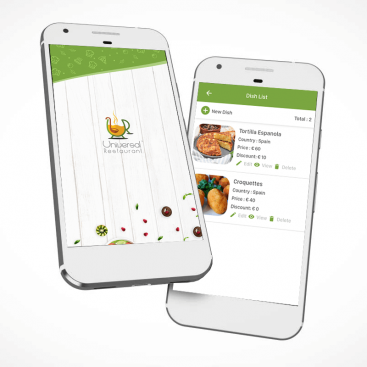 Universal
Restaurant
Dish List
New Dish
Total : 2
Tortilla Espanola
Country : Spain
Price : € 60
Discount: € 10
Edit View Delete
Croquettes
Country : Spain
Price : € 40
Discount: € 0
Edit View Delete